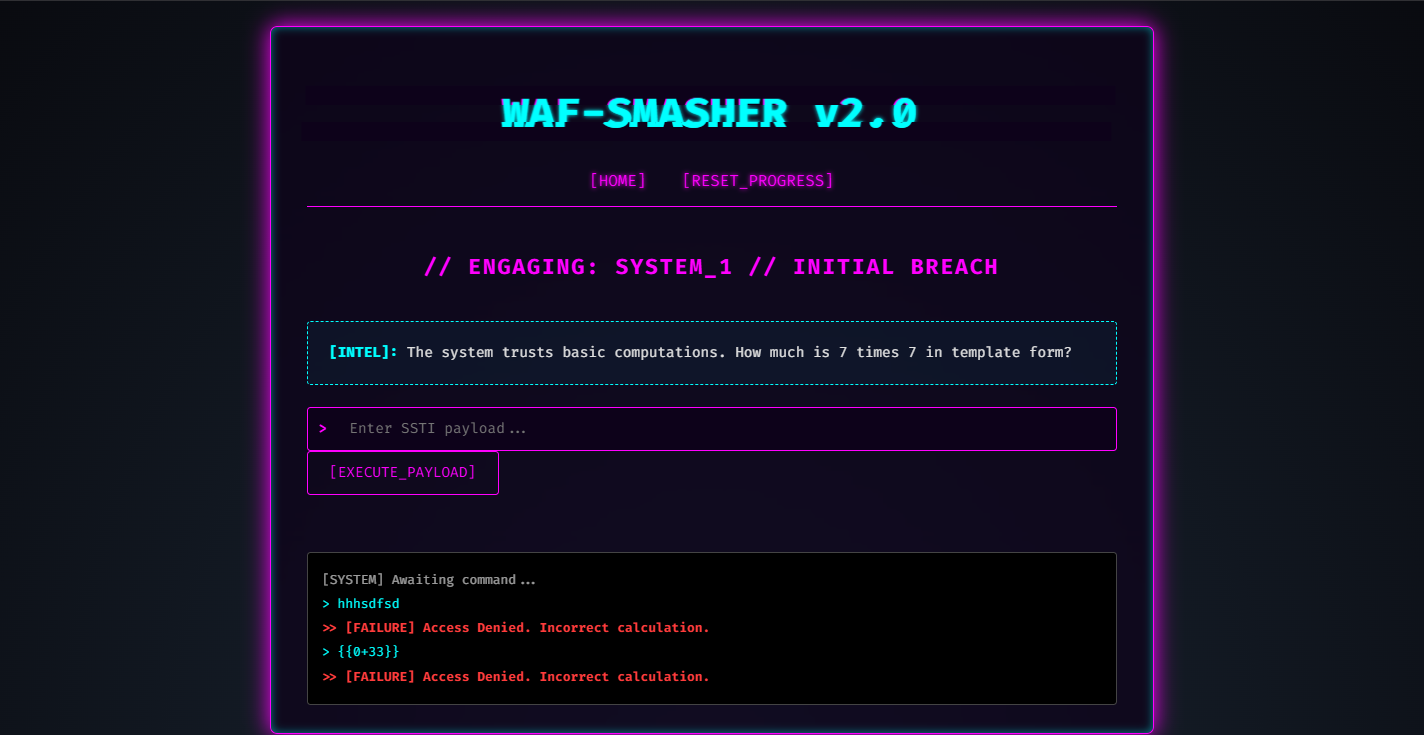 WAF-SMASHER v2.0
[HOME] [RESET_PROGRESS]
// ENGAGING: SYSTEM_1 // INITIAL BREACH
[INTEL]: The system trusts basic computations. How much is 7 times 7 in template form?
> Enter SSTI payload...
[EXECUTE_PAYLOAD]
[SYSTEM] Awaiting command...
> hhhsdfsd
>> [FAILURE] Access Denied. Incorrect calculation.
> {{0+33}}
>> [FAILURE] Access Denied. Incorrect calculation.